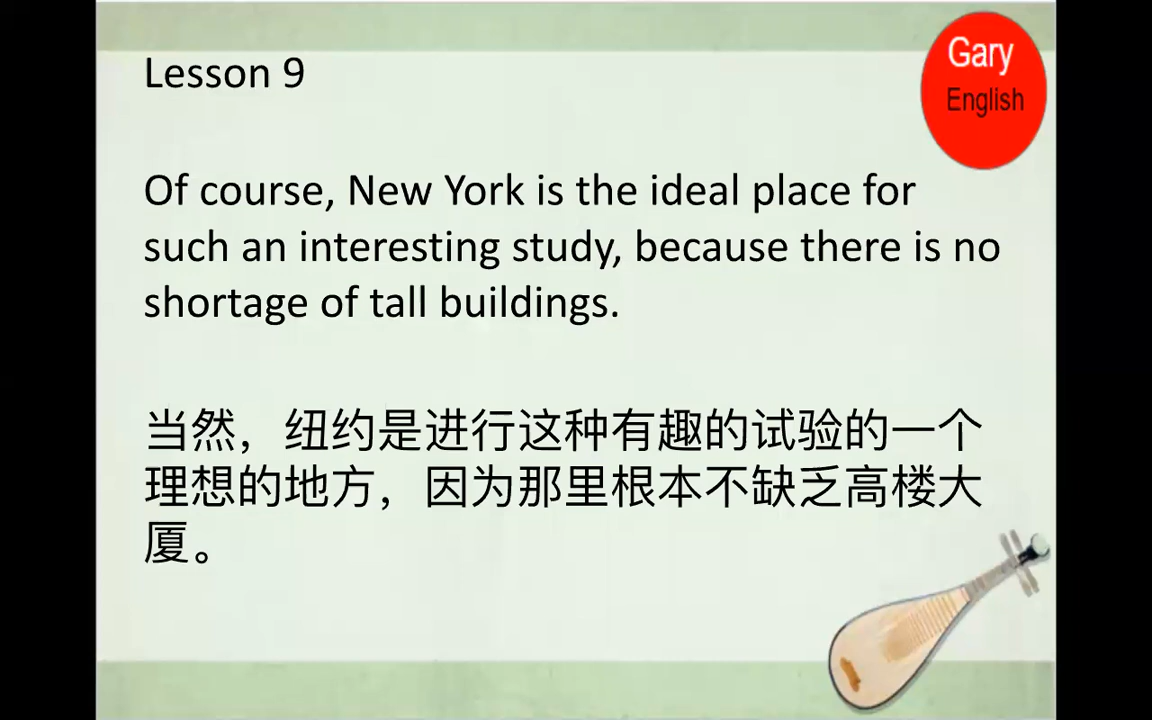 Lesson 9
Gary
English
Of course, New York is the ideal place for
such an interesting study, because there is no
shortage of tall buildings.
当然，纽约是进行这种有趣的试验的一个
理想的地方，因为那里根本不缺乏高楼大
厦。